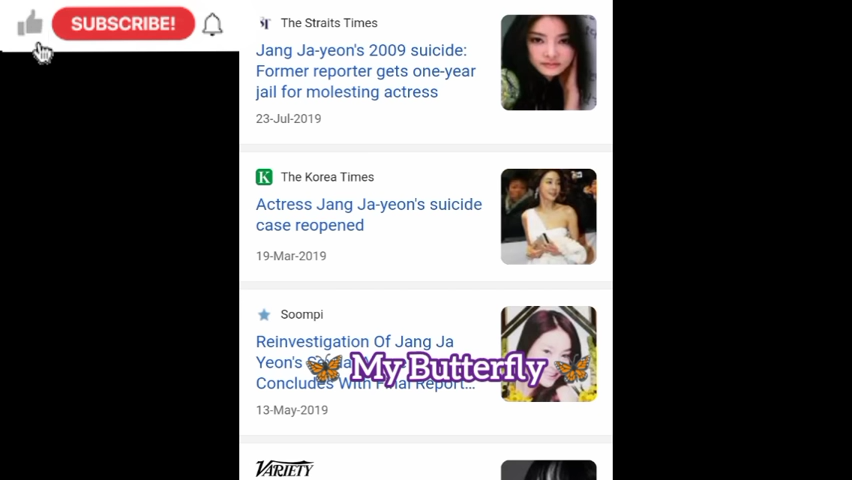 SUBSCRIBE!
The Straits Times
Jang Ja-yeon's 2009 suicide:
Former reporter gets one-year
jail for molesting actress
23-Jul-2019
K
The Korea Times
Actress Jang Ja-yeon's suicide
case reopened
19-Mar-2019
Soompi
Reinvestigation Of Jang Ja
Yeon's
My Butterfly
Concludes With Final Report...
13-May-2019
VARIETY